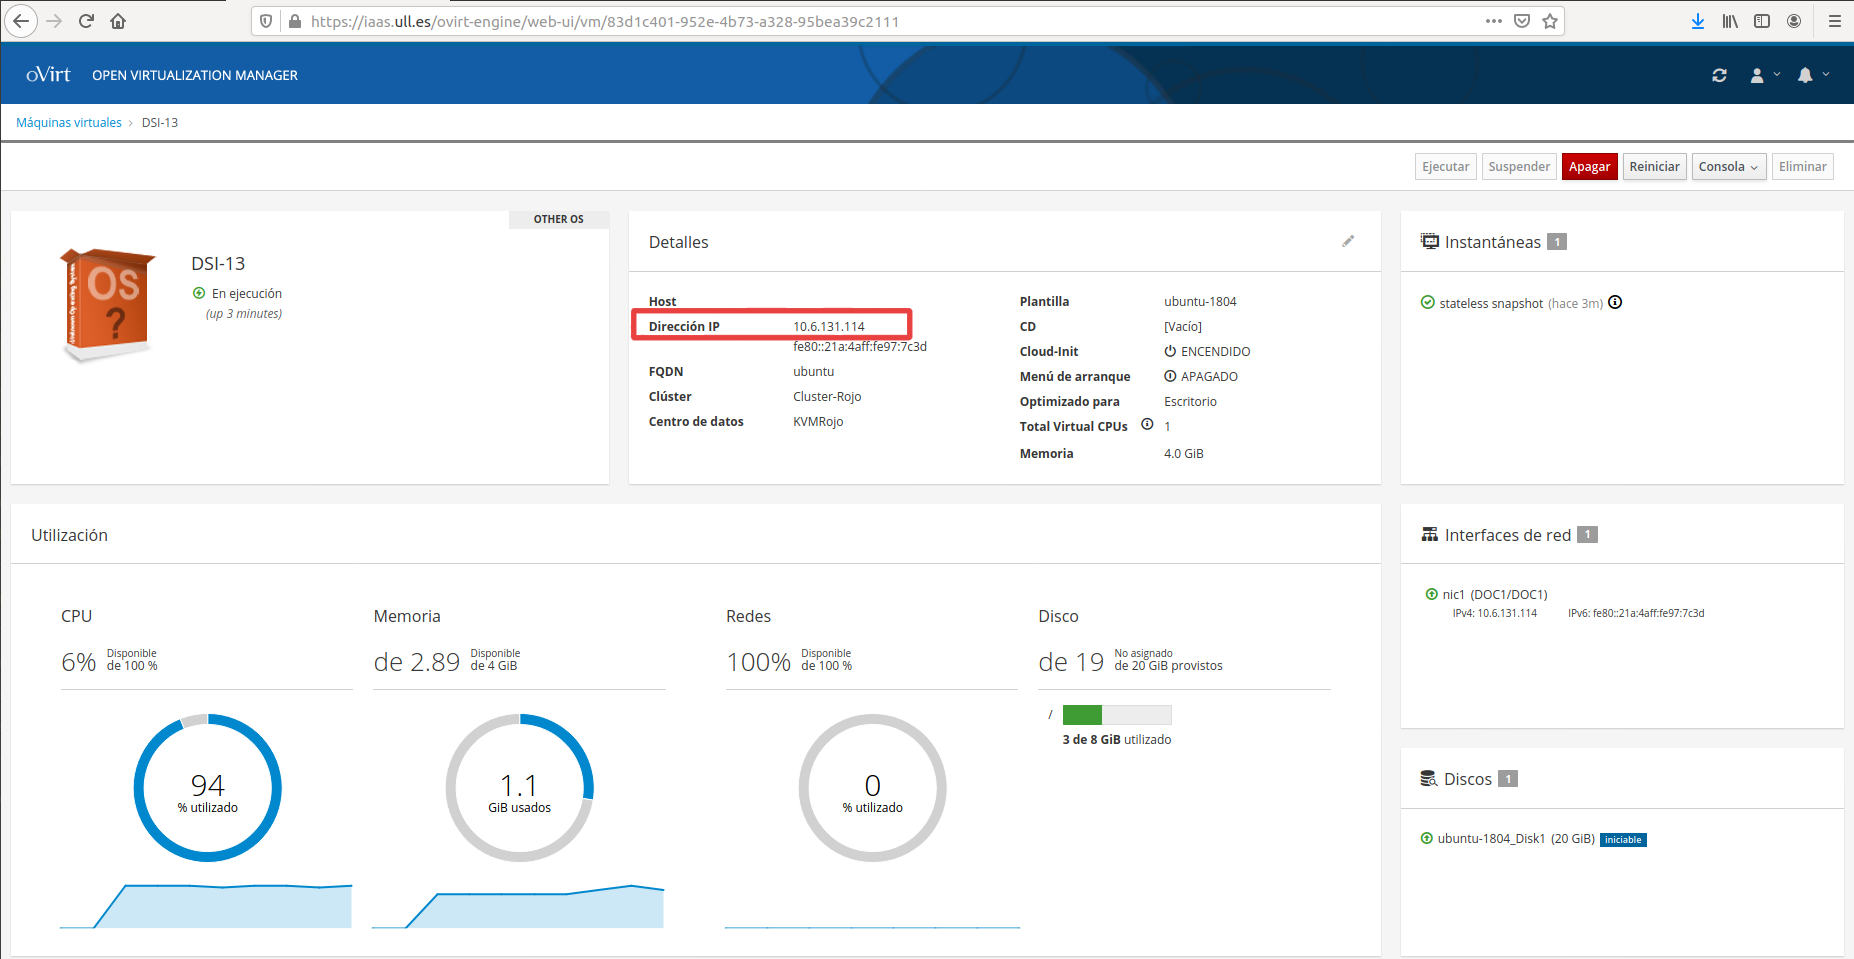 https://iaas.ull.es/ovirt-engine/web-ui/vm/83d1c401-952e-4b73-a328-95bea39c2111
oVirt OPEN VIRTUALIZATION MANAGER
Máquinas virtuales > DSI-13
Ejecutar Suspender Apagar Reiniciar Consola Eliminar
OTHER OS
OS
?
DSI-13
En ejecución
(up 3 minutes)
Detalles
Host
Dirección IP 10.6.131.114
fe80::21a:4aff:fe97:7c3d
FQDN ubuntu
Clúster Cluster-Rojo
Centro de datos KVMRojo
Plantilla ubuntu-1804
CD [Vacío]
Cloud-Init ENCENDIDO
Menú de arranque APAGADO
Optimizado para Escritorio
Total Virtual CPUs 1
Memoria 4.0 GiB
Instantáneas 1
stateless snapshot (hace 3m)
Utilización
CPU
6% Disponible
de 100 %
94
% utilizado
Memoria
de 2.89 Disponible
de 4 GiB
1.1
GiB usados
Redes
100% Disponible
de 100 %
0
% utilizado
Disco
de 19 No asignado
de 20 GiB provistos
/
3 de 8 GiB utilizado
Interfaces de red 1
nic1 (DOC1/DOC1)
IPv4: 10.6.131.114 IPv6: fe80::21a:4aff:fe97:7c3d
Discos 1
ubuntu-1804_Disk1 (20 GiB) iniciable